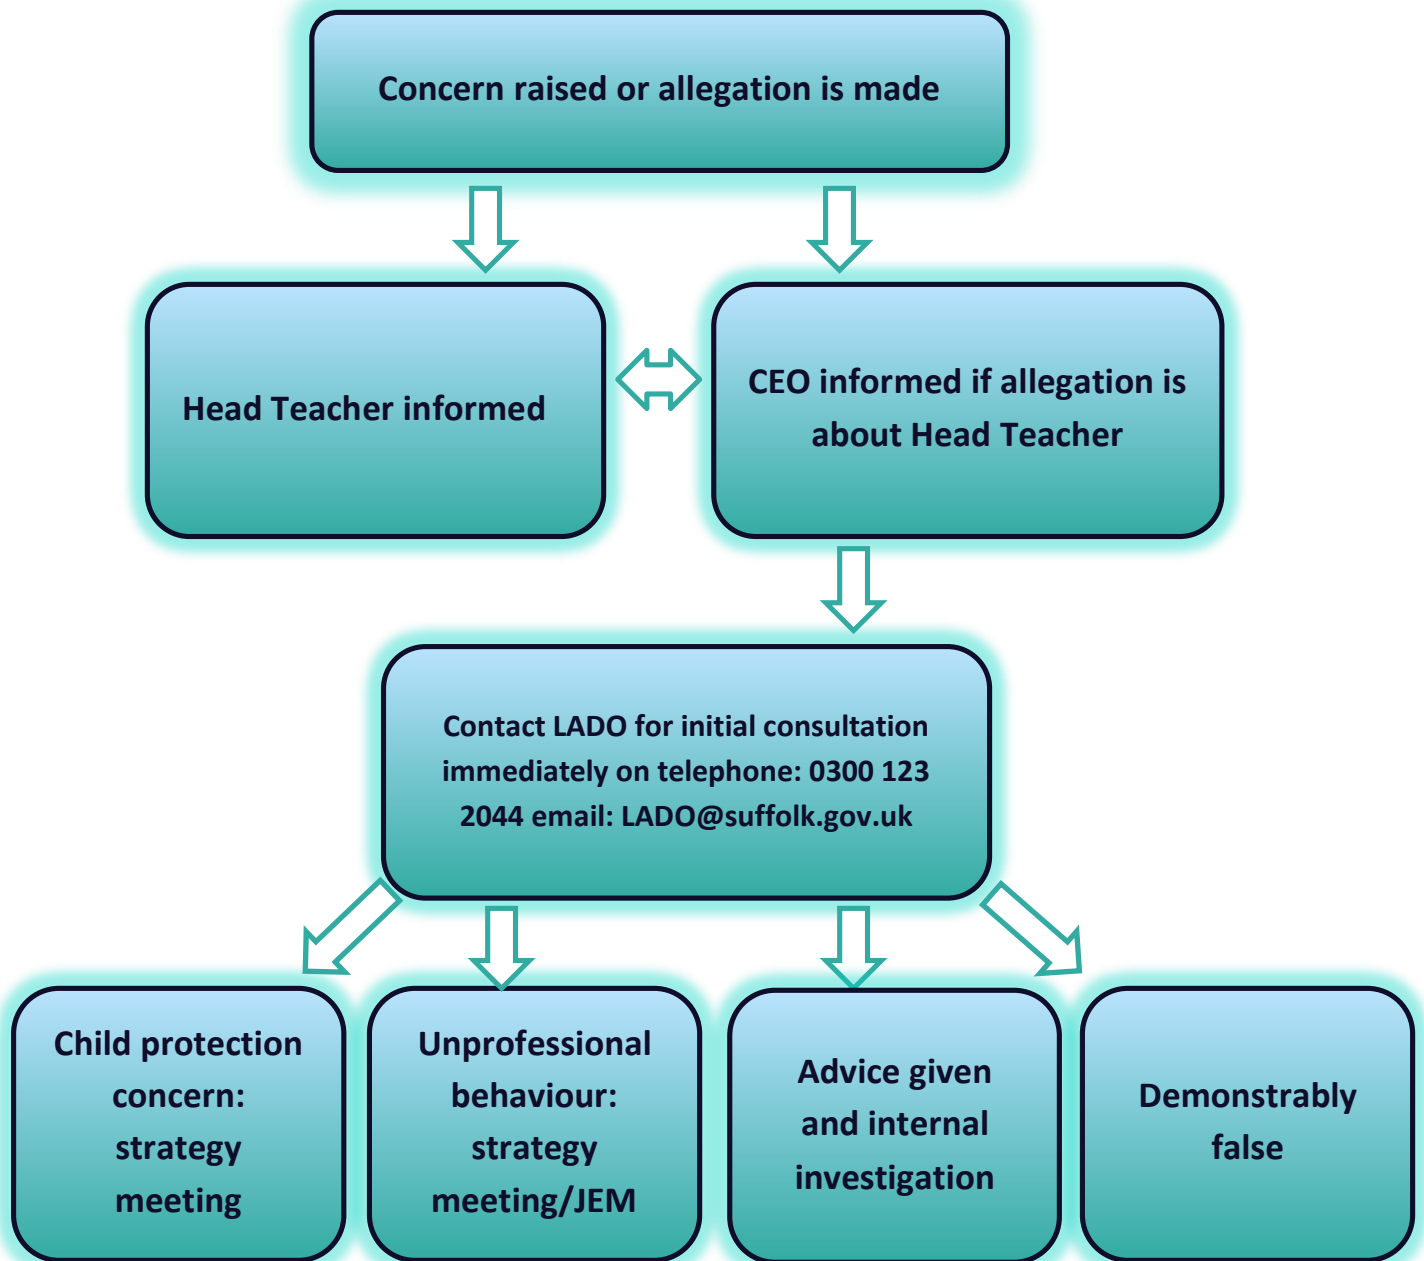 Concern raised or allegation is made
Head Teacher informed
CEO informed if allegation is
about Head Teacher
Contact LADO for initial consultation
immediately on telephone: 0300 123
2044 email: LADO@suffolk.gov.uk
Child protection
concern:
strategy
meeting
Unprofessional
behaviour:
strategy
meeting/JEM
Advice given
and internal
investigation
Demonstrably
false